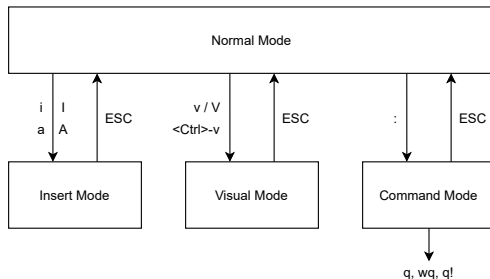 Normal Mode
i I
a A
ESC
v / V
<Ctrl>-v
ESC
:
ESC
Insert Mode
Visual Mode
Command Mode
q, wq, q!